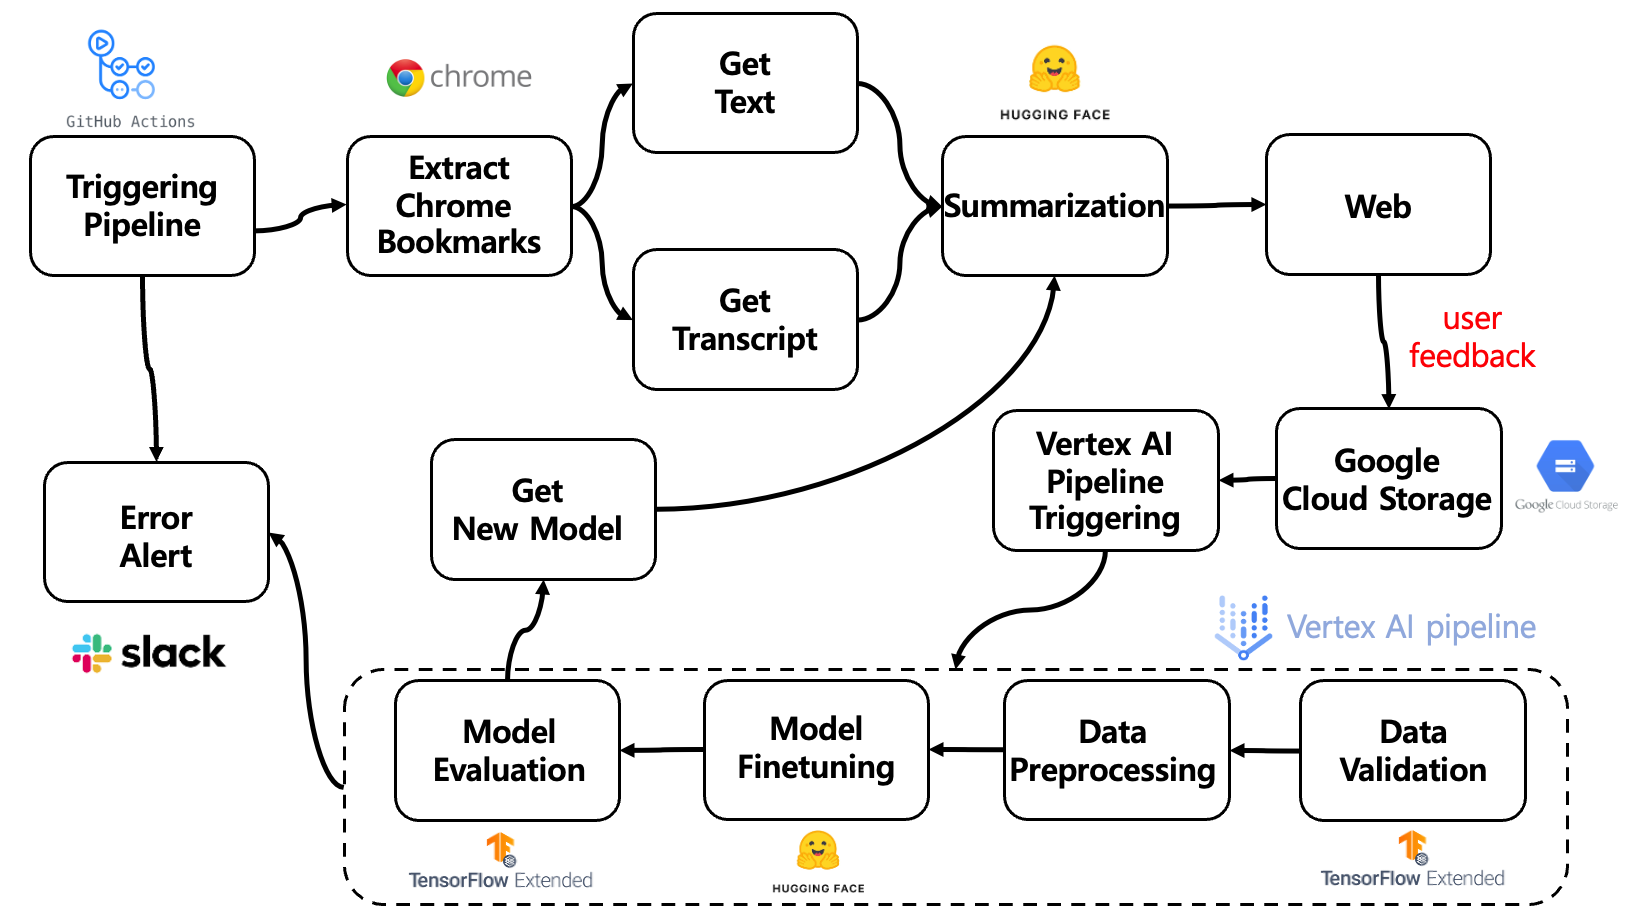 GitHub Actions
Triggering
Pipeline
chrome
Extract
Chrome
Bookmarks
Get
Text
Get
Transcript
HUGGING FACE
Summarization
Web
user
feedback
Google
Cloud Storage
Google Cloud Storage
Vertex AI
Pipeline
Triggering
Get
New Model
Error
Alert
slack
Vertex AI pipeline
Model
Evaluation
TensorFlow Extended
Model
Finetuning
HUGGING FACE
Data
Preprocessing
Data
Validation
TensorFlow Extended